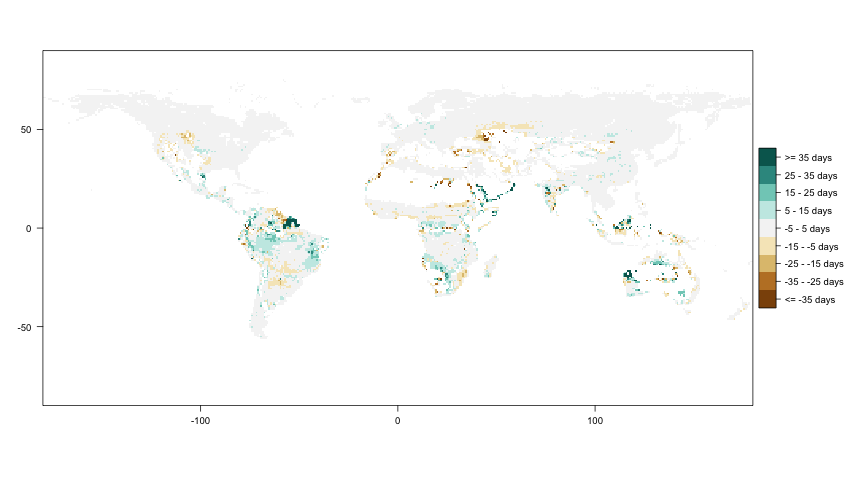 50
0
-50
-100
0
100
>= 35 days
25 - 35 days
15 - 25 days
5 - 15 days
-5 - 5 days
-15 - -5 days
-25 - -15 days
-35 - -25 days
<= -35 days